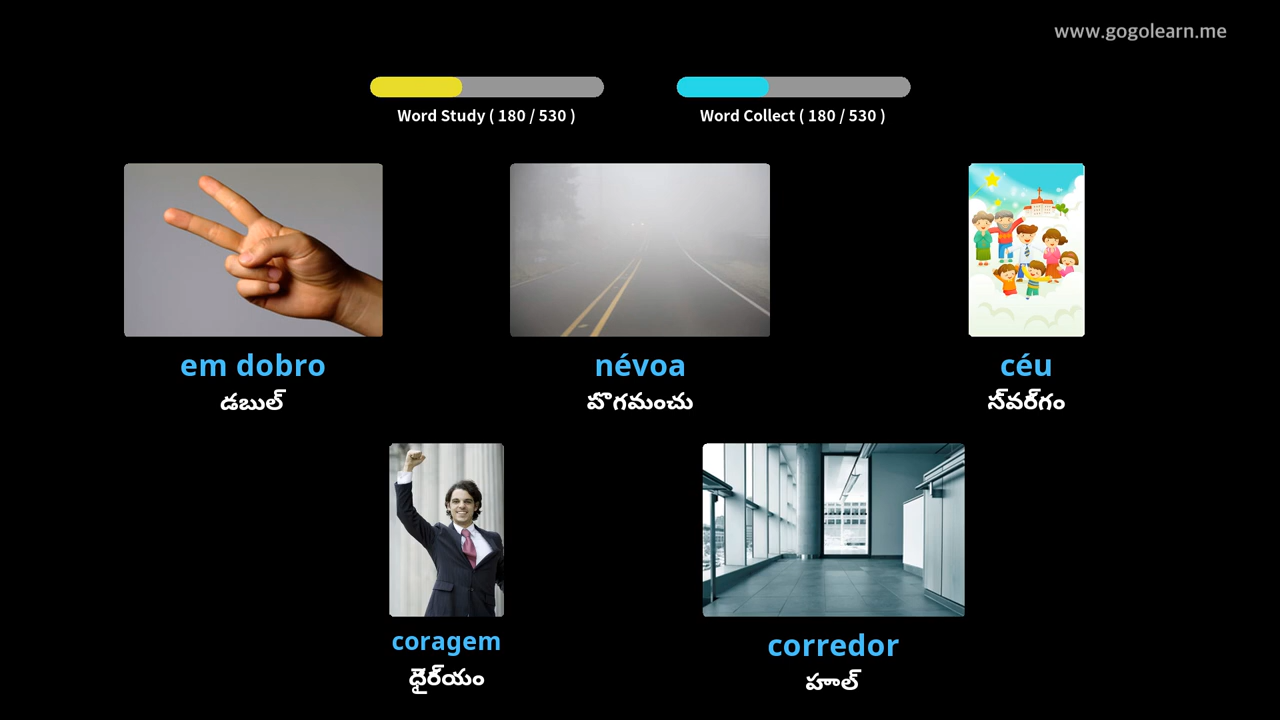 www.gogolearn.me
Word Study ( 180 / 530 )
Word Collect ( 180 / 530 )
em dobro
డబుల్
névoa
పొగమంచు
céu
స్వర్గం
coragem
ధైర్యం
corredor
హాల్